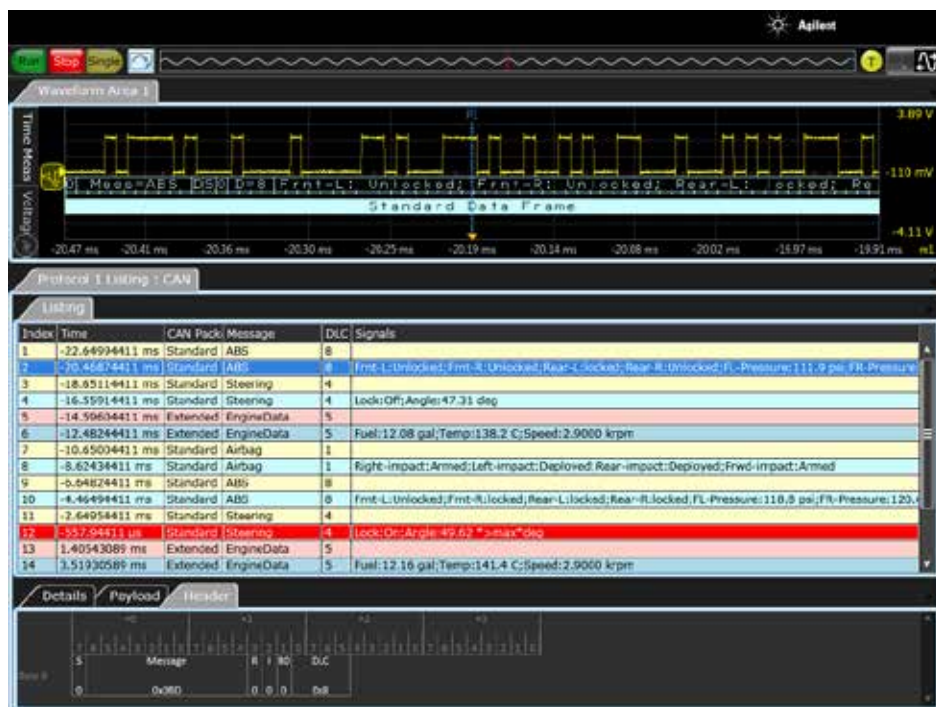 Agilent
Run Stop Single T
Waveform Area 1
Time Meas Voltage
3.89 V
Mess=ABS DS0 D=8 Frnt-L: Unlocked; Frnt-R: Unlocked; Rear-L: locked; Re
-110 mV
Standard Data Frame
-4.11 V
-20.47 ms -20.41 ms -20.36 ms -20.30 ms -20.25 ms -20.19 ms -20.14 ms -20.08 ms -20.02 ms -19.97 ms -19.91 ms m1
Protocol 1 Listing : CAN
Listing
Index Time CAN Pack Message DLC Signals
1 -22.64994411 ms Standard ABS 8
2 -20.46874411 ms Standard ABS 8 Frnt-L:Unlocked;Frnt-R:Unlocked;Rear-L:locked;Rear-R:Unlocked;FL-Pressure:111.9 psi;FR-Pressure
3 -18.65114411 ms Standard Steering 4
4 -16.55914411 ms Standard Steering 4 Lock:Off;Angle:47.31 deg
5 -14.59604411 ms Extended EngineData 5
6 -12.48244411 ms Extended EngineData 5 Fuel:12.08 gal;Temp:138.2 C;Speed:2.9000 krpm
7 -10.65004411 ms Standard Airbag 1
8 -8.62434411 ms Standard Airbag 1 Right-impact:Armed;Left-impact:Deployed;Rear-impact:Deployed;Frwd-impact:Armed
9 -6.64824411 ms Standard ABS 8
10 -4.46494411 ms Standard ABS 8 Frnt-L:Unlocked;Frnt-R:locked;Rear-L:locked;Rear-R:locked;FL-Pressure:118.8 psi;FR-Pressure:120.
11 -2.64954411 ms Standard Steering 4
12 -557.94411 µs Standard Steering 4 Lock:On;Angle:49.62 *>max*deg
13 1.40543089 ms Extended EngineData 5
14 3.51930589 ms Extended EngineData 5 Fuel:12.16 gal;Temp:141.4 C;Speed:2.9000 krpm
Details Payload Header
+0 +1 +2 +3
S Message R I R0 DLC
0 0x3BD 0 0 0 0x8